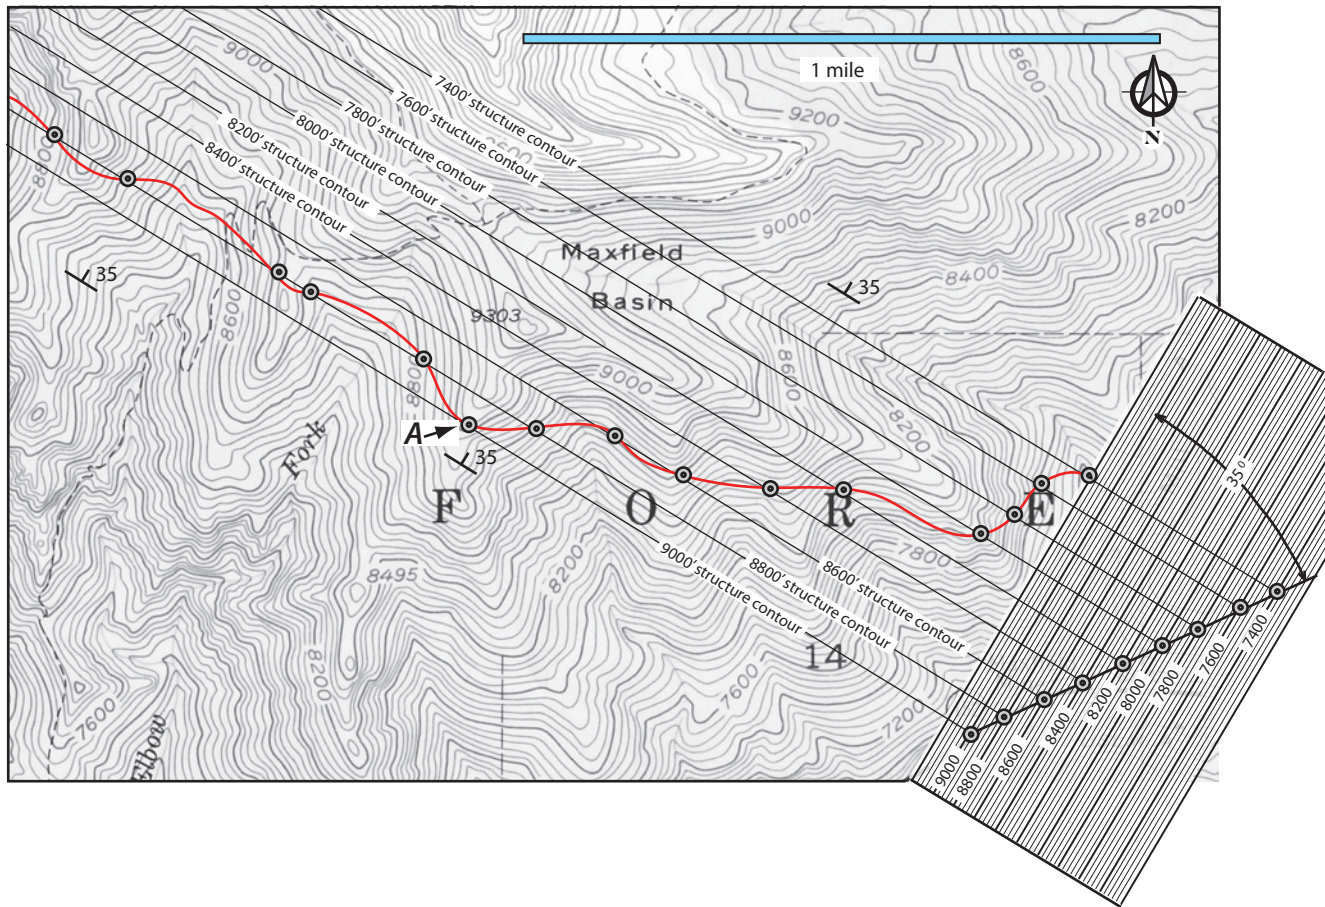 1 mile
N
9000
8600
9200
7400' structure contour
7600' structure contour
7800' structure contour
8000' structure contour
8200' structure contour
8400' structure contour
8800
8200
9000
8400
Maxfield
Basin
35
35
8600
9303
8600
9000
8800
8200
A
35
35°
Fork
F
O
R
E
7800
8495
8200
9000' structure contour
8800' structure contour
8600' structure contour
14
8200
7600
7200
7600
Elbow
9000
8800
8600
8400
8200
8000
7800
7600
7400